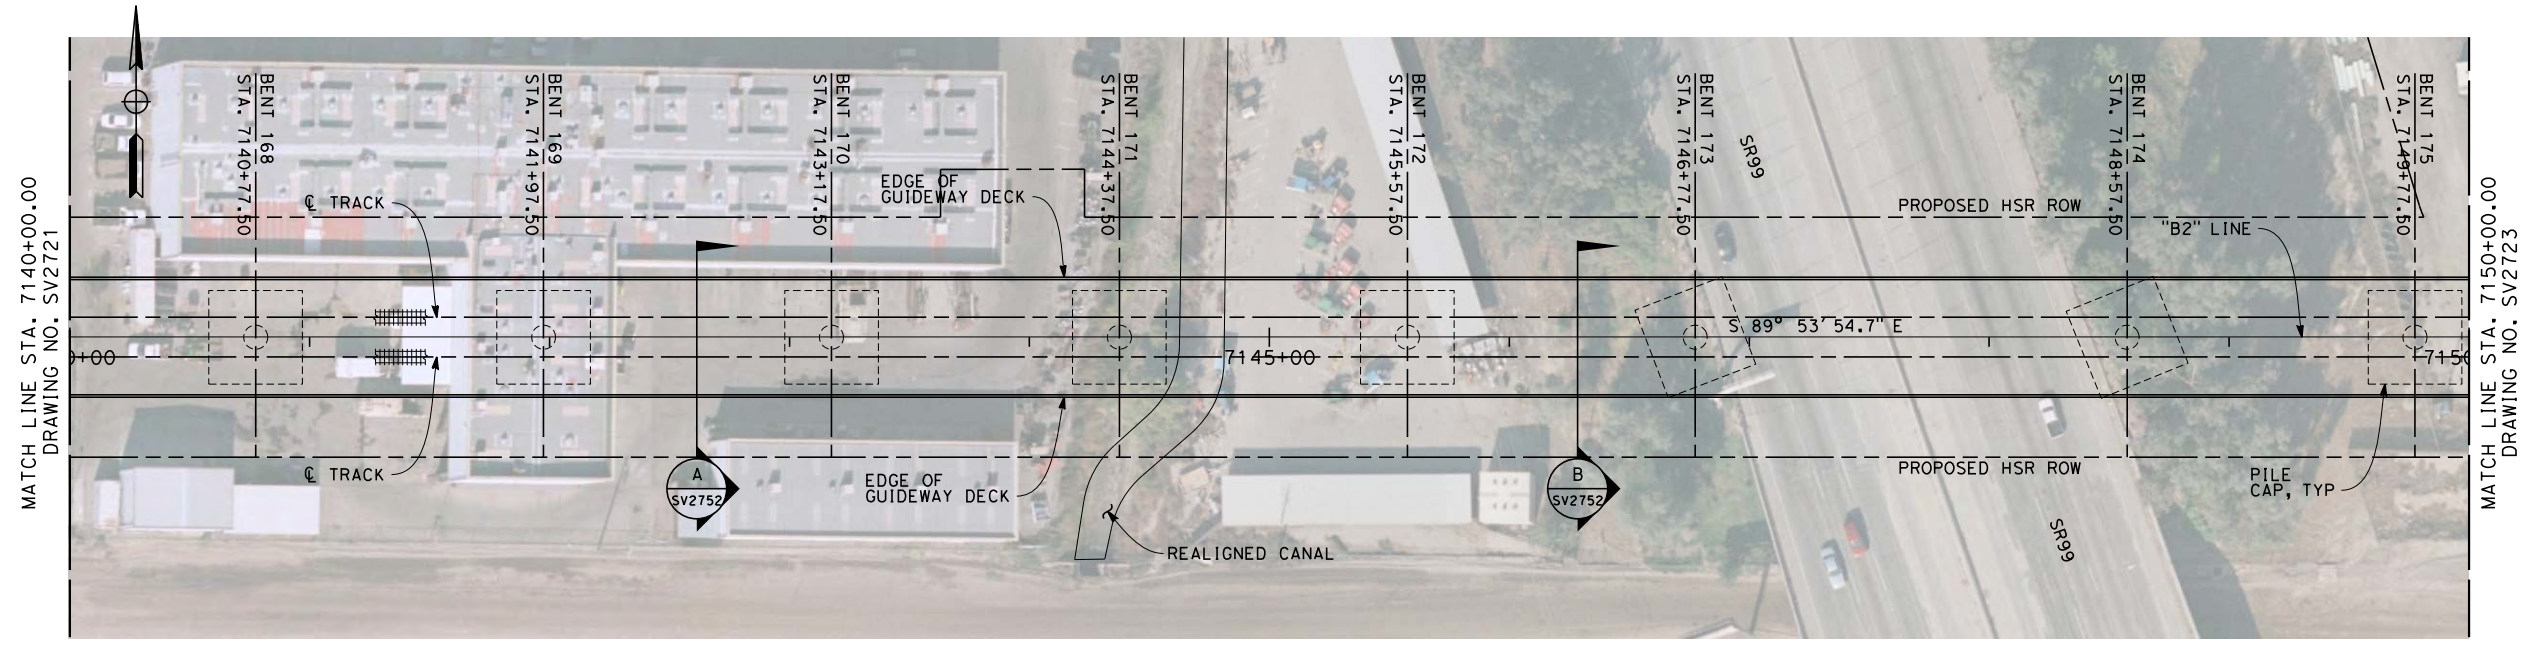 MATCH LINE STA. 7140+00.00
DRAWING NO. SV2721
BENT 168
STA. 7140+77.50
BENT 169
STA. 7141+97.50
BENT 170
STA. 7143+17.50
BENT 171
STA. 7144+37.50
BENT 172
STA. 7145+57.50
BENT 173
STA. 7146+77.50
BENT 174
STA. 7148+57.50
BENT 175
STA. 7149+77.50
SR99
℄ TRACK
EDGE OF
GUIDEWAY DECK
PROPOSED HSR ROW
"B2" LINE
S 89° 53' 54.7" E
0+00
7145+00
7150
℄ TRACK
A
SV2752
EDGE OF
GUIDEWAY DECK
B
SV2752
PROPOSED HSR ROW
PILE
CAP, TYP
REALIGNED CANAL
SR99
MATCH LINE STA. 7150+00.00
DRAWING NO. SV2723